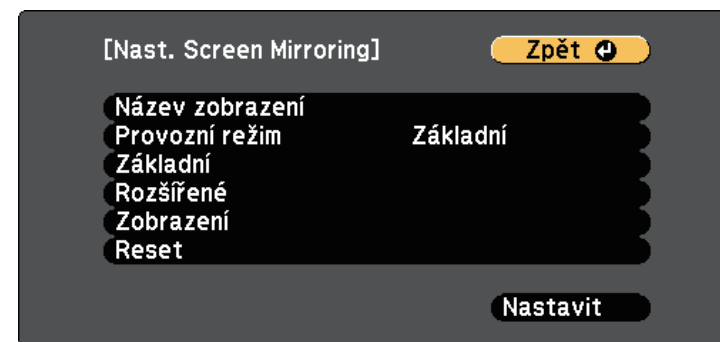 [Nast. Screen Mirroring] Zpět
Název zobrazení
Provozní režim Základní
Základní
Rozšířené
Zobrazení
Reset
Nastavit